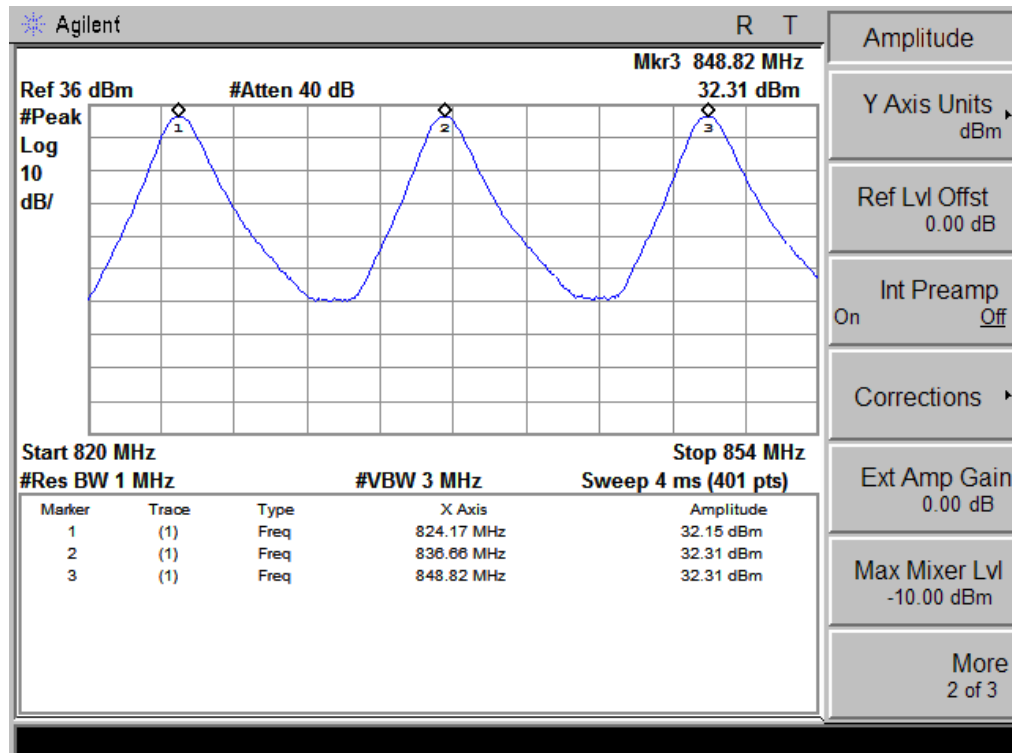 Agilent R T
Mkr3 848.82 MHz
Ref 36 dBm #Atten 40 dB 32.31 dBm
#Peak
Log
10
dB/
1 2 3
Start 820 MHz Stop 854 MHz
#Res BW 1 MHz #VBW 3 MHz Sweep 4 ms (401 pts)
Marker Trace Type X Axis Amplitude
1 (1) Freq 824.17 MHz 32.15 dBm
2 (1) Freq 836.66 MHz 32.31 dBm
3 (1) Freq 848.82 MHz 32.31 dBm
Amplitude
Y Axis Units
dBm
Ref Lvl Offst
0.00 dB
Int Preamp
On Off
Corrections
Ext Amp Gain
0.00 dB
Max Mixer Lvl
-10.00 dBm
More
2 of 3